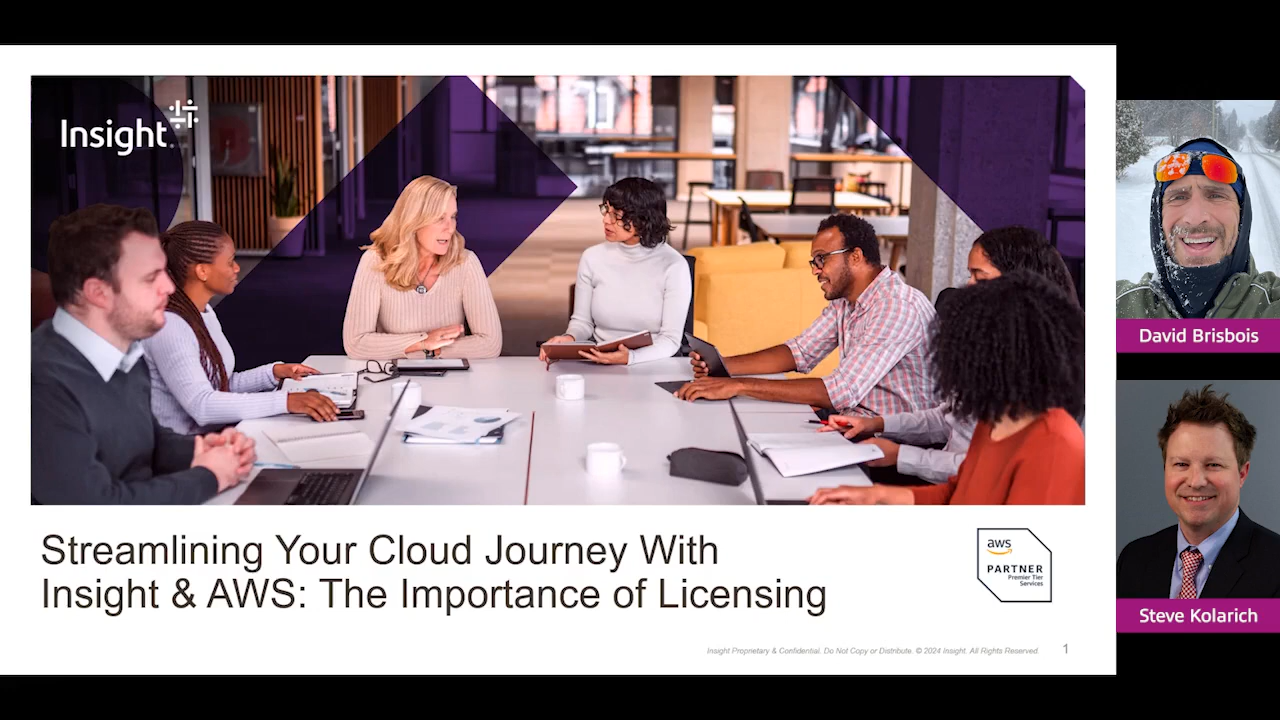 Insight
David Brisbois
Steve Kolarich
Streamlining Your Cloud Journey With
Insight & AWS: The Importance of Licensing
aws
PARTNER
Premier Tier
Services
Insight Proprietary & Confidential. Do Not Copy or Distribute. © 2024 Insight. All Rights Reserved
1